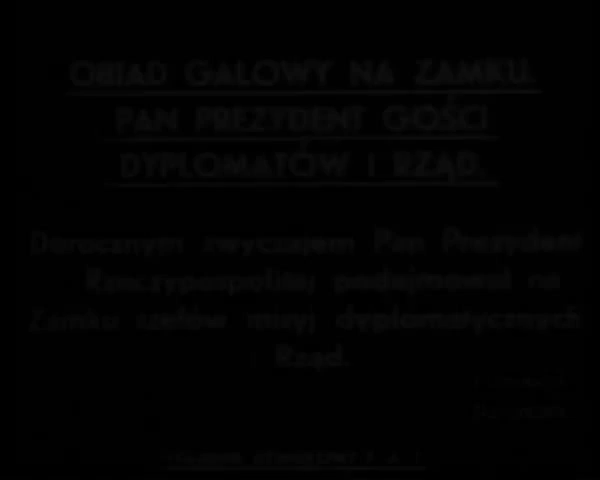 OBIAD GALOWY NA ZAMKU.
PAN PREZYDENT GOŚCI
DYPLOMATÓW I RZĄD.
Dorocznym zwyczajem Pan Prezydent
Rzeczypospolitej podejmował na
Zamku szefów misyj dyplomatycznych
i Rząd.